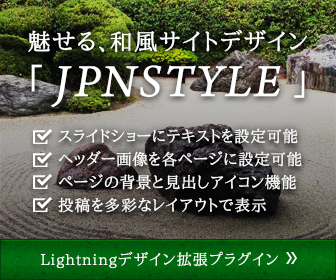 魅せる、和風サイトデザイン
「JPNSTYLE」
スライドショーにテキストを設定可能
ヘッダー画像を各ページに設定可能
ページの背景と見出しアイコン機能
投稿を多彩なレイアウトで表示
Lightningデザイン拡張プラグイン »